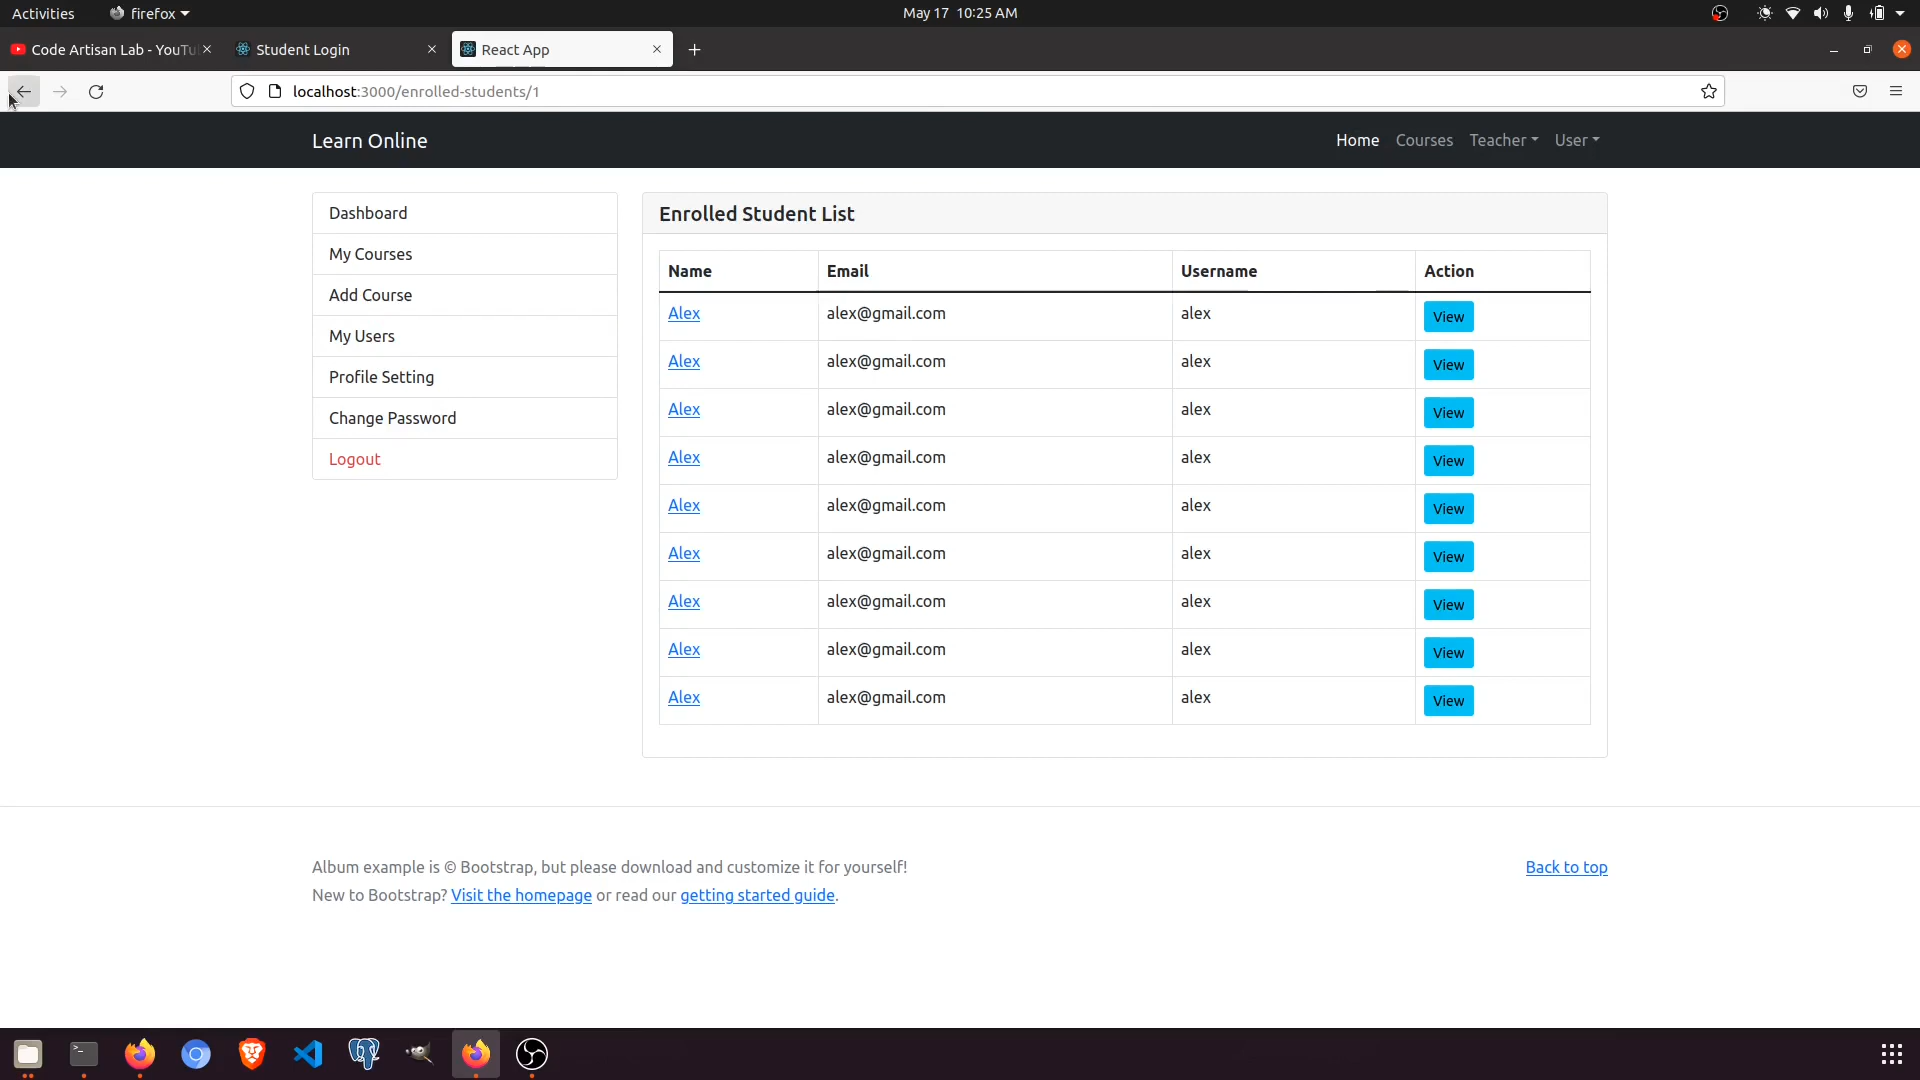 Activities
firefox
May 17 10:25 AM
Code Artisan Lab - YouTu
Student Login
React App
localhost:3000/enrolled-students/1
Learn Online
Home
Courses
Teacher
User
Dashboard
My Courses
Add Course
My Users
Profile Setting
Change Password
Logout
Enrolled Student List
Name Email Username Action
Alex alex@gmail.com alex View
Alex alex@gmail.com alex View
Alex alex@gmail.com alex View
Alex alex@gmail.com alex View
Alex alex@gmail.com alex View
Alex alex@gmail.com alex View
Alex alex@gmail.com alex View
Alex alex@gmail.com alex View
Alex alex@gmail.com alex View
Album example is © Bootstrap, but please download and customize it for yourself!
Back to top
New to Bootstrap? Visit the homepage or read our getting started guide.